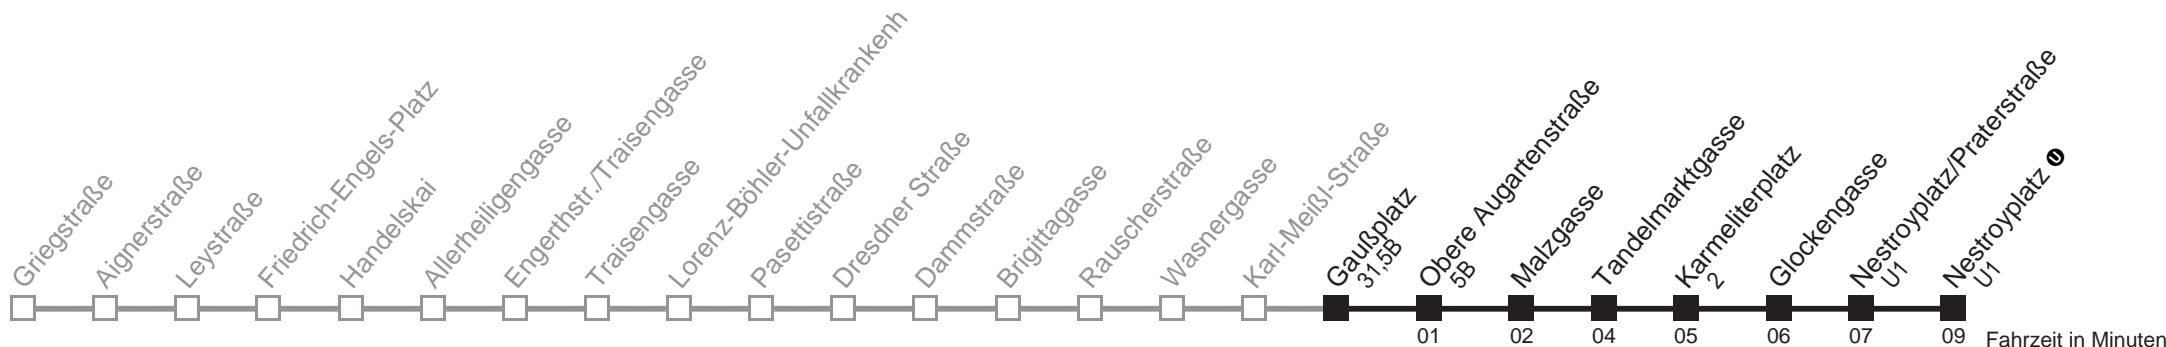 Griegstraße
Aignerstraße
Leystraße
Friedrich-Engels-Platz
Handelskai
Allerheiligengasse
Engerthstr./Traisengasse
Traisengasse
Lorenz-Böhler-Unfallkrankenh
Pasettistraße
Dresdner Straße
Dammstraße
Brigittagasse
Rauscherstraße
Wasnergasse
Karl-Meißl-Straße
Gaußplatz
31,5B
Obere Augartenstraße
5B
Malzgasse
Tandelmarktgasse
Karmeliterplatz
2
Glockengasse
Nestroyplatz/Praterstraße
U1
Nestroyplatz U
U1
01 02 04 05 06 07 09 Fahrzeit in Minuten